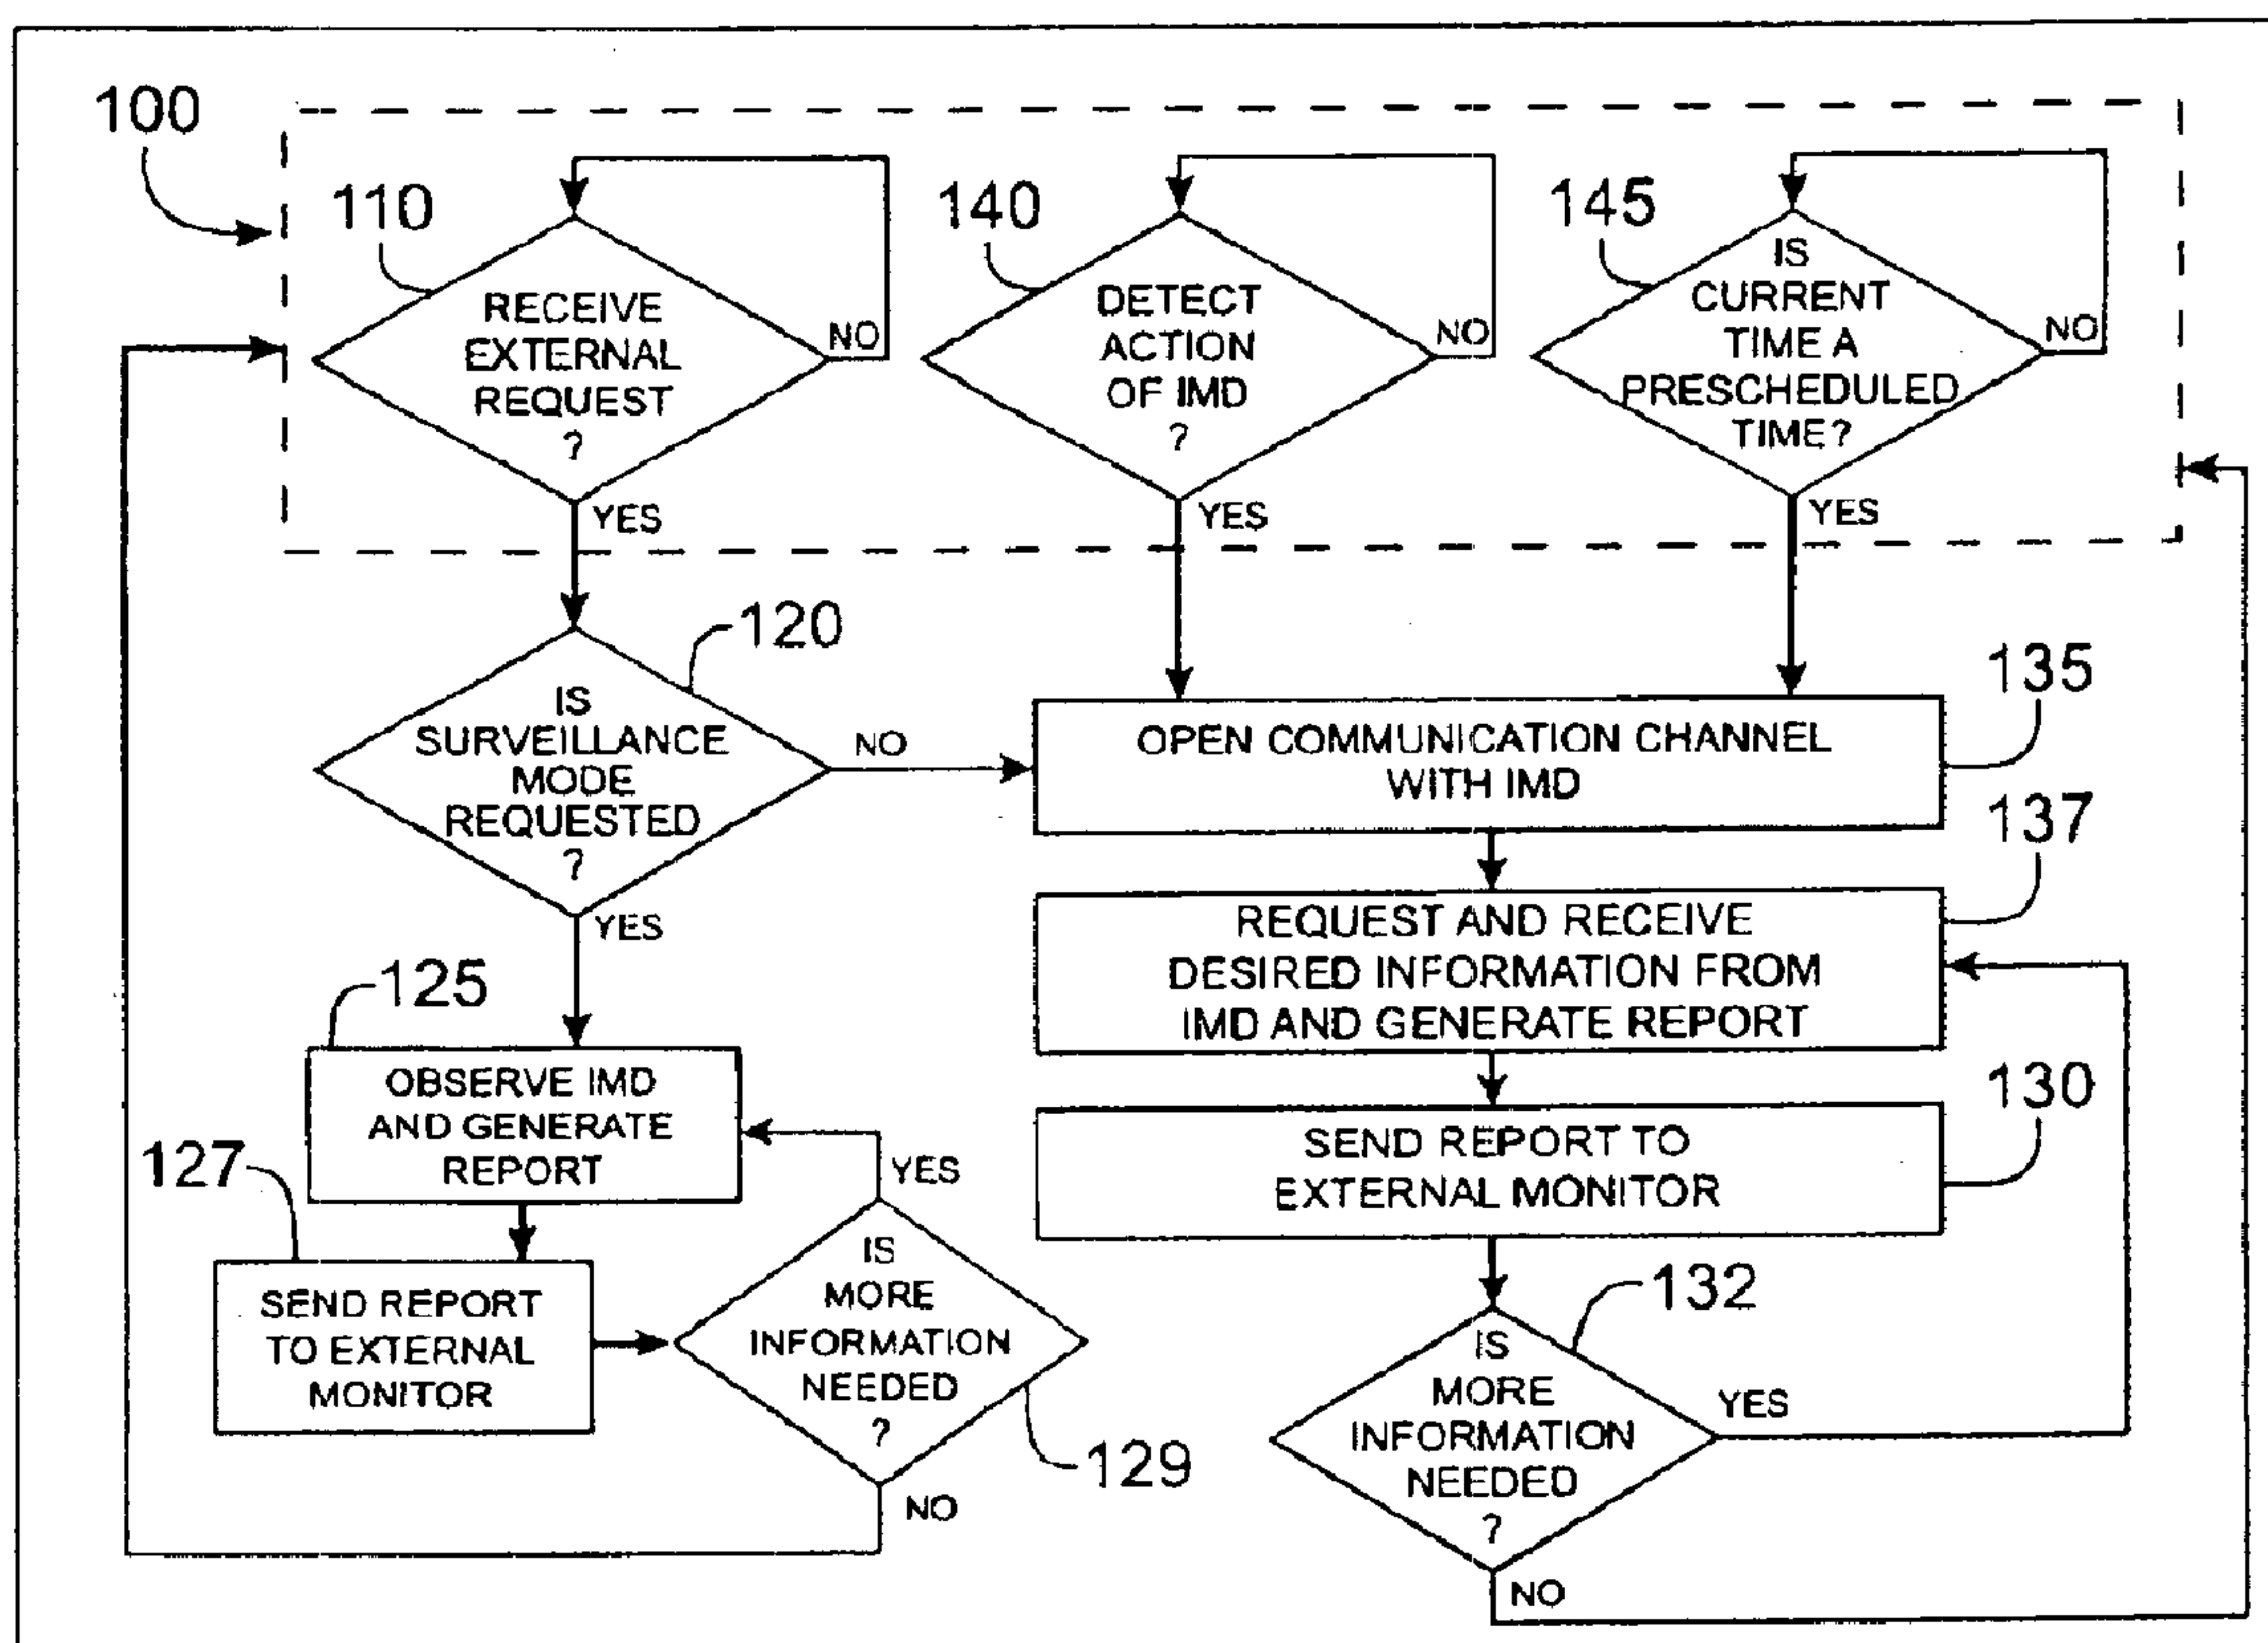 100
110
RECEIVE
EXTERNAL
REQUEST
?
NO
YES
140
DETECT
ACTION
OF IMD
?
NO
YES
145
IS
CURRENT
TIME A
PRESCHEDULED
TIME?
NO
YES
120
IS
SURVEILLANCE
MODE
REQUESTED
?
NO
YES
135
OPEN COMMUNICATION CHANNEL
WITH IMD
137
REQUEST AND RECEIVE
DESIRED INFORMATION FROM
IMD AND GENERATE REPORT
125
OBSERVE IMD
AND GENERATE
REPORT
127
SEND REPORT
TO EXTERNAL
MONITOR
YES
IS
MORE
INFORMATION
NEEDED
?
129
NO
130
SEND REPORT TO
EXTERNAL MONITOR
132
IS
MORE
INFORMATION
NEEDED
?
YES
NO